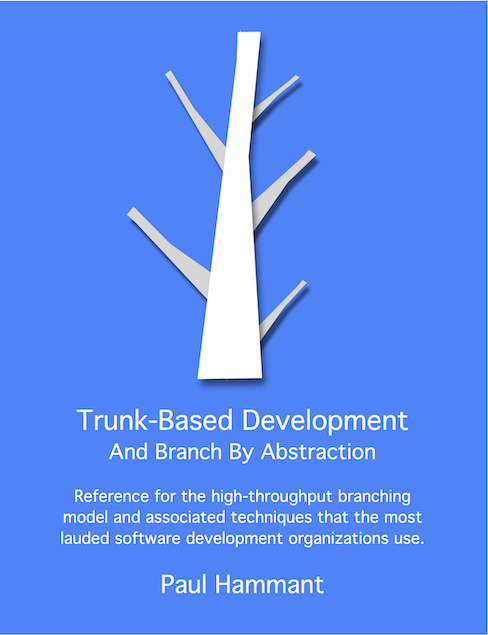 Trunk-Based Development
And Branch By Abstraction
Reference for the high-throughput branching
model and associated techniques that the most
lauded software development organizations use.
Paul Hammant